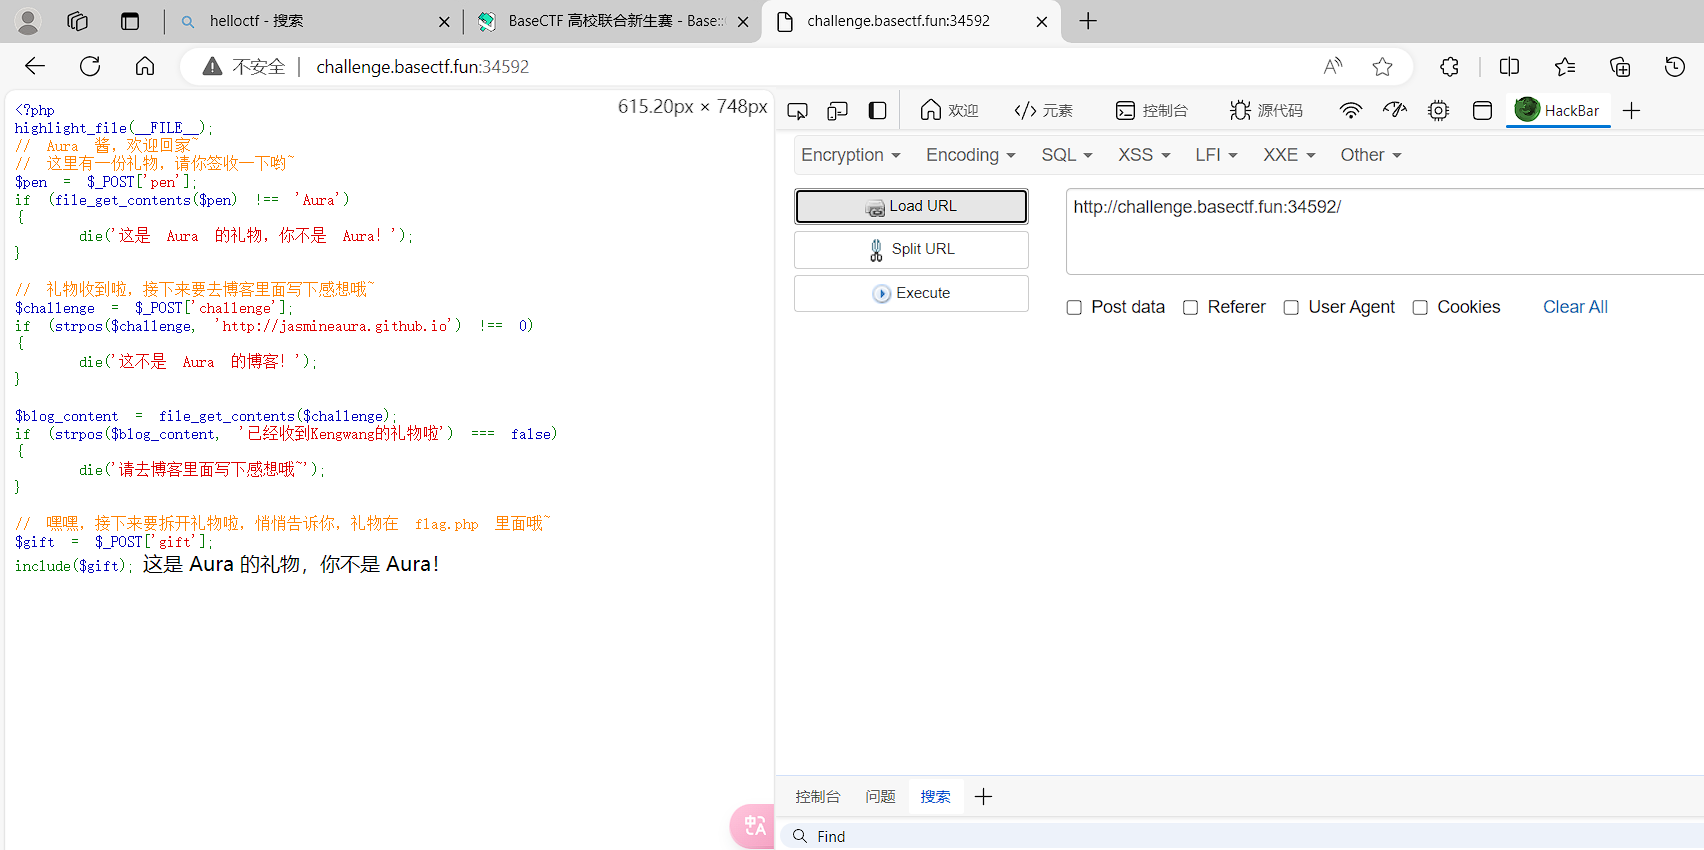 helloctf - 搜索
BaseCTF 高校联合新生赛 - Base::
challenge.basectf.fun:34592
不安全 | challenge.basectf.fun:34592
615.20px × 748px
<?php
highlight_file(__FILE__);
// Aura 酱，欢迎回家~
// 这里有一份礼物，请你签收一下哟~
$pen = $_POST['pen'];
if (file_get_contents($pen) !== 'Aura')
{
die('这是 Aura 的礼物，你不是 Aura！');
}
// 礼物收到啦，接下来要去博客里面写下感想哦~
$challenge = $_POST['challenge'];
if (strpos($challenge, 'http://jasmineaura.github.io') !== 0)
{
die('这不是 Aura 的博客！');
}
$blog_content = file_get_contents($challenge);
if (strpos($blog_content, '已经收到Kengwang的礼物啦') === false)
{
die('请去博客里面写下感想哦~');
}
// 嘿嘿，接下来要拆开礼物啦，悄悄告诉你，礼物在 flag.php 里面哦~
$gift = $_POST['gift'];
include($gift); 这是 Aura 的礼物，你不是 Aura！
欢迎
元素
控制台
源代码
HackBar
Encryption
Encoding
SQL
XSS
LFI
XXE
Other
Load URL
http://challenge.basectf.fun:34592/
Split URL
Execute
Post data
Referer
User Agent
Cookies
Clear All
控制台
问题
搜索
Find